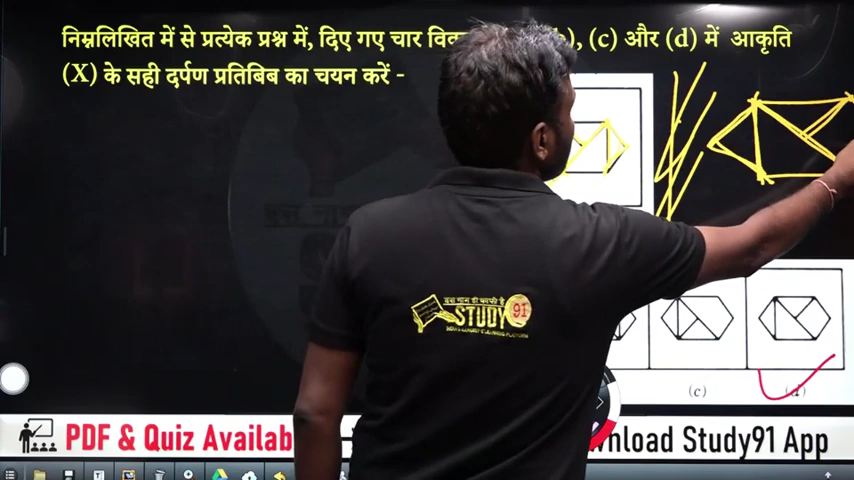 निम्नलिखित में से प्रत्येक प्रश्न में, दिए गए चार (c) और (d) में आकृति
(X) के सही दर्पण प्रतिबिब का चयन करें -
STUDY 91
(c) (d)
PDF & Quiz Availab
wnload Study91 App